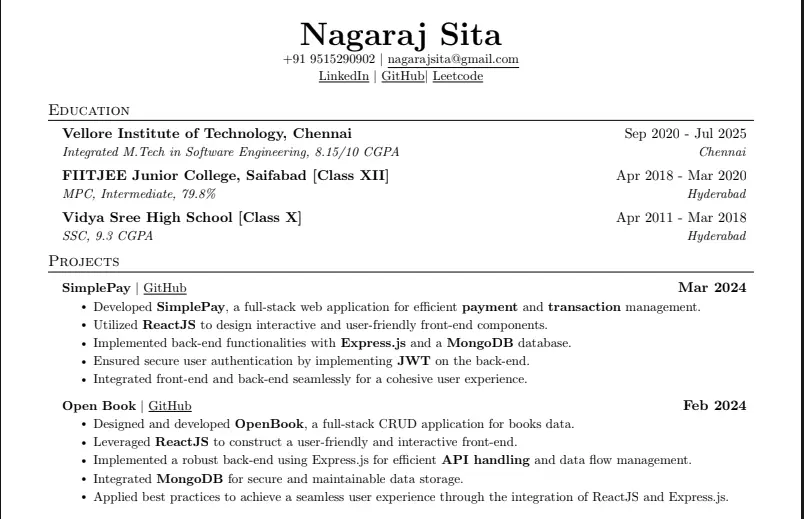 Nagaraj Sita
+91 9515290902 | nagarajsita@gmail.com
LinkedIn | GitHub| Leetcode
Education
Vellore Institute of Technology, Chennai Sep 2020 - Jul 2025
Integrated M.Tech in Software Engineering, 8.15/10 CGPA Chennai
FIITJEE Junior College, Saifabad [Class XII] Apr 2018 - Mar 2020
MPC, Intermediate, 79.8% Hyderabad
Vidya Sree High School [Class X] Apr 2011 - Mar 2018
SSC, 9.3 CGPA Hyderabad
Projects
SimplePay | GitHub Mar 2024
• Developed SimplePay, a full-stack web application for efficient payment and transaction management.
• Utilized ReactJS to design interactive and user-friendly front-end components.
• Implemented back-end functionalities with Express.js and a MongoDB database.
• Ensured secure user authentication by implementing JWT on the back-end.
• Integrated front-end and back-end seamlessly for a cohesive user experience.
Open Book | GitHub Feb 2024
• Designed and developed OpenBook, a full-stack CRUD application for books data.
• Leveraged ReactJS to construct a user-friendly and interactive front-end.
• Implemented a robust back-end using Express.js for efficient API handling and data flow management.
• Integrated MongoDB for secure and maintainable data storage.
• Applied best practices to achieve a seamless user experience through the integration of ReactJS and Express.js.